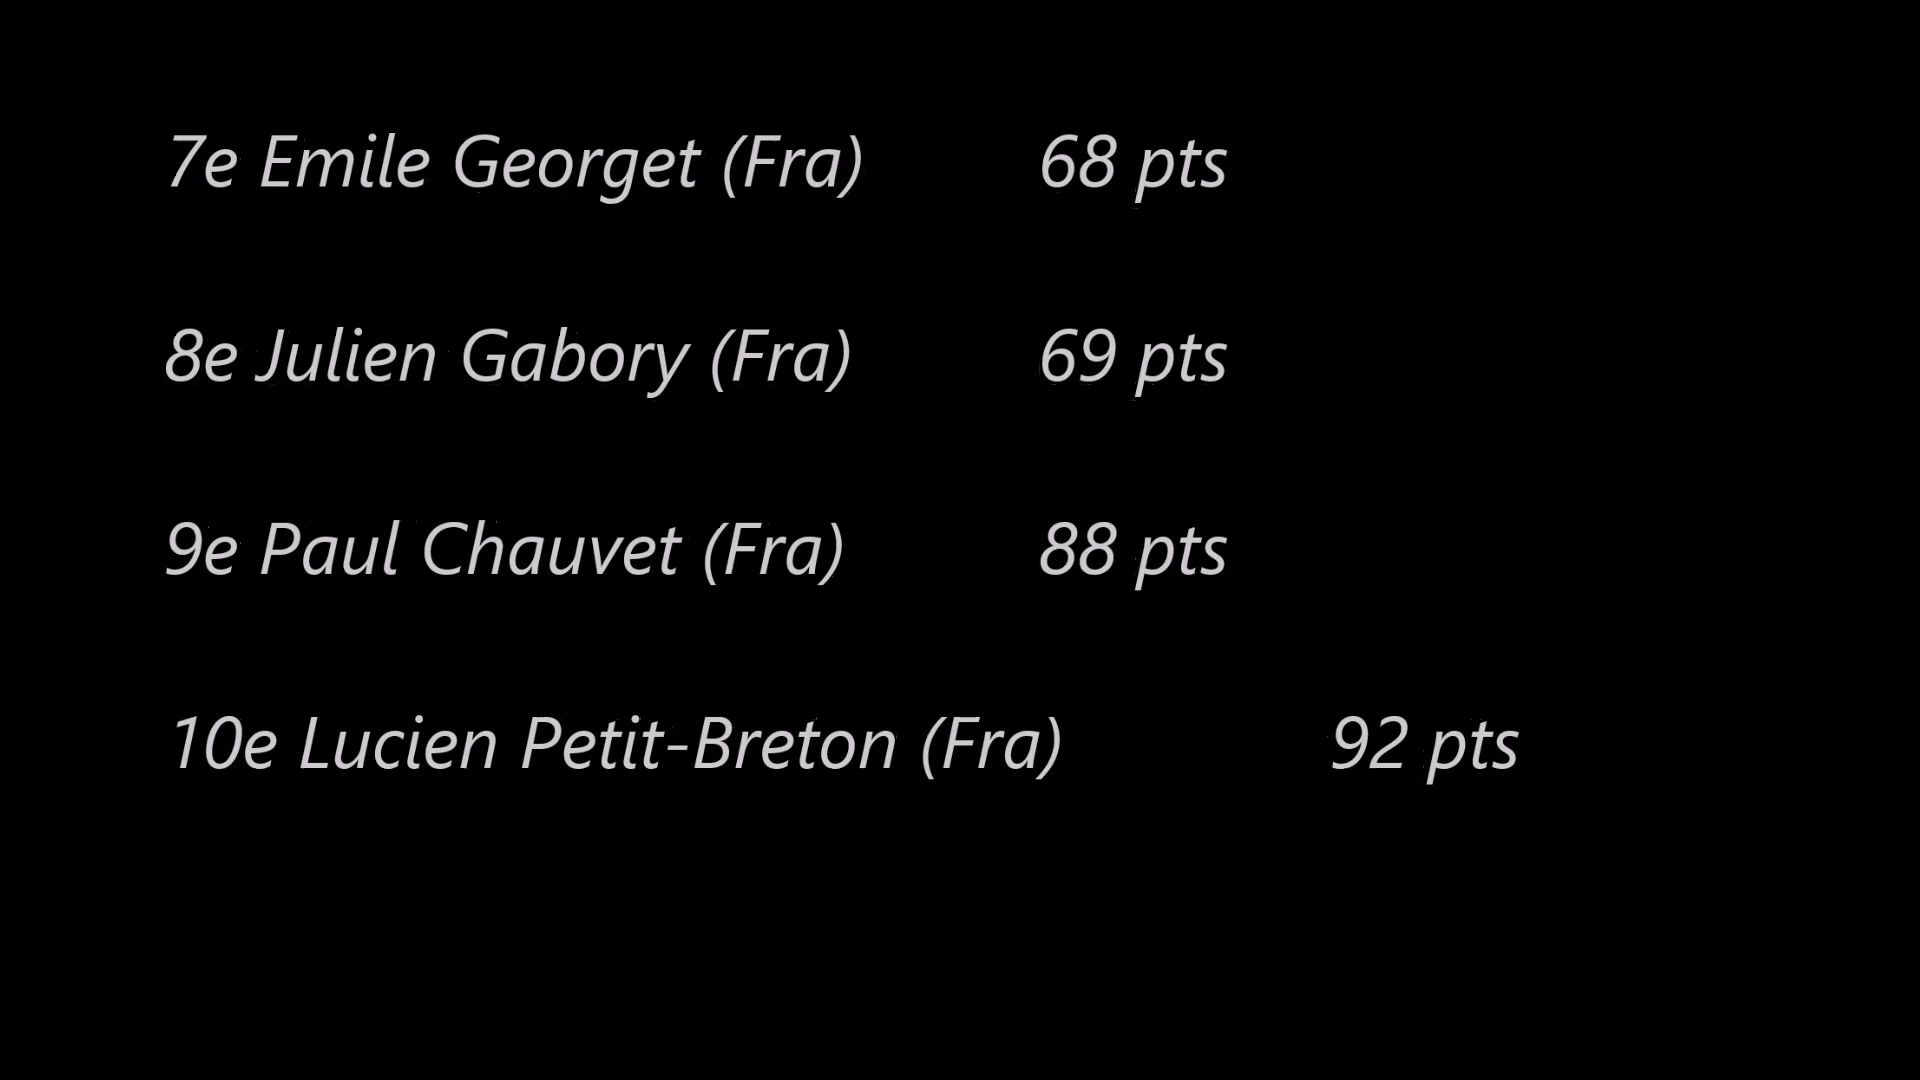 7e Emile Georget (Fra) 68 pts
8e Julien Gabory (Fra) 69 pts
9e Paul Chauvet (Fra) 88 pts
10e Lucien Petit-Breton (Fra) 92 pts